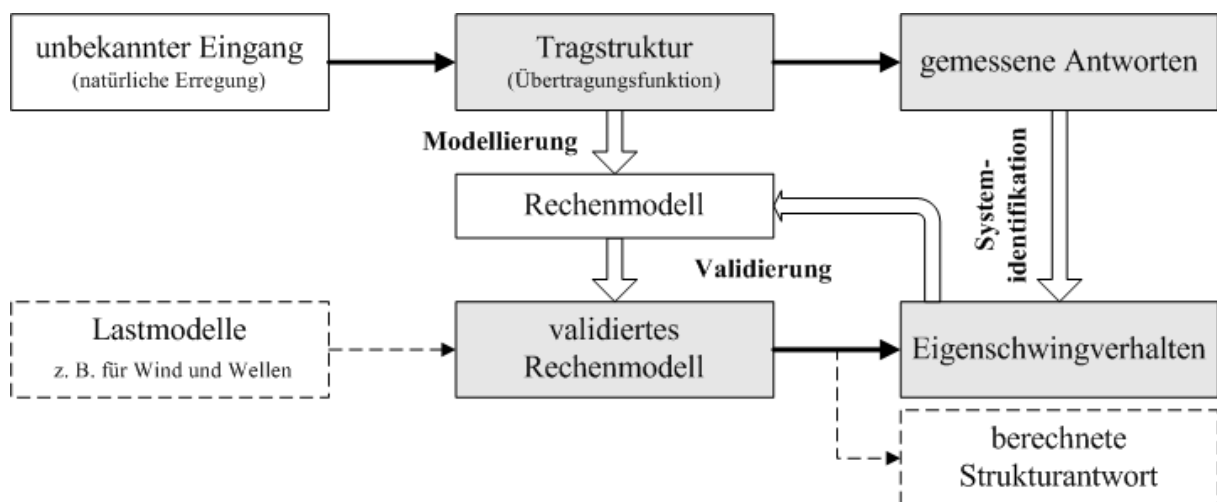 unbekannter Eingang
(natürliche Erregung)
Tragstruktur
(Übertragungsfunktion)
gemessene Antworten
Modellierung
System-
identifikation
Rechenmodell
Validierung
Lastmodelle
z. B. für Wind und Wellen
validiertes
Rechenmodell
Eigenschwingverhalten
berechnete
Strukturantwort